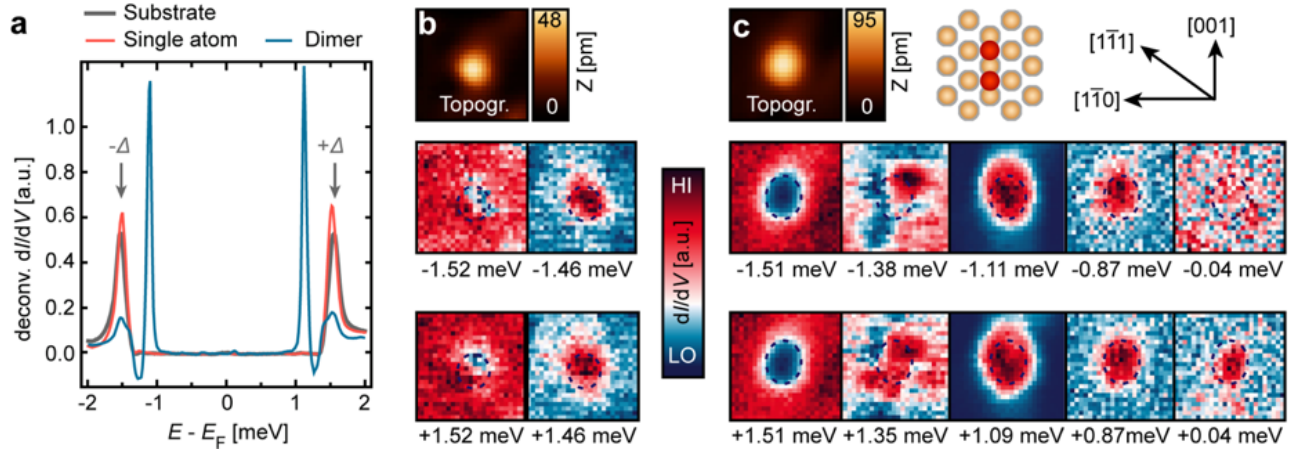 a
Substrate
Single atom
Dimer
deconv. dI/dV [a.u.]
1.0
0.8
0.6
0.4
0.2
0.0
-Δ
+Δ
-2
-1
0
1
2
E - E_F [meV]
b
Topogr.
48
0
Z [pm]
-1.52 meV
-1.46 meV
+1.52 meV
+1.46 meV
HI
dI/dV [a.u.]
LO
c
Topogr.
95
0
Z [pm]
[11̅1]
[001]
[11̅0]
-1.51 meV
-1.38 meV
-1.11 meV
-0.87 meV
-0.04 meV
+1.51 meV
+1.35 meV
+1.09 meV
+0.87meV
+0.04 meV